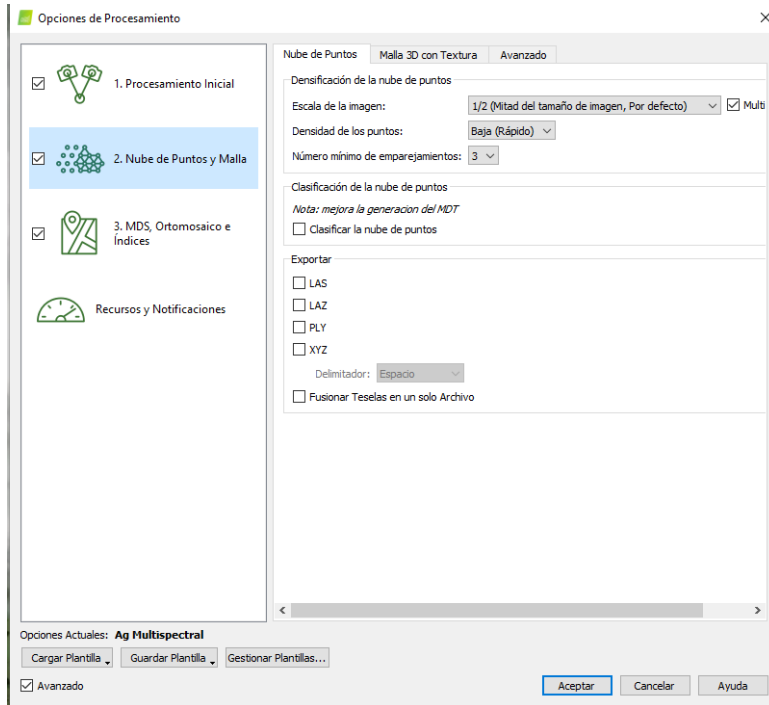 Opciones de Procesamiento
1. Procesamiento Inicial
2. Nube de Puntos y Malla
3. MDS, Ortomosaico e
Índices
Recursos y Notificaciones
Nube de Puntos Malla 3D con Textura Avanzado
Densificación de la nube de puntos
Escala de la imagen: 1/2 (Mitad del tamaño de imagen, Por defecto) Multi
Densidad de los puntos: Baja (Rápido)
Número mínimo de emparejamientos: 3
Clasificación de la nube de puntos
Nota: mejora la generacion del MDT
Clasificar la nube de puntos
Exportar
LAS
LAZ
PLY
XYZ
Delimitador: Espacio
Fusionar Teselas en un solo Archivo
Opciones Actuales: Ag Multispectral
Cargar Plantilla Guardar Plantilla Gestionar Plantillas...
Avanzado
Aceptar Cancelar Ayuda